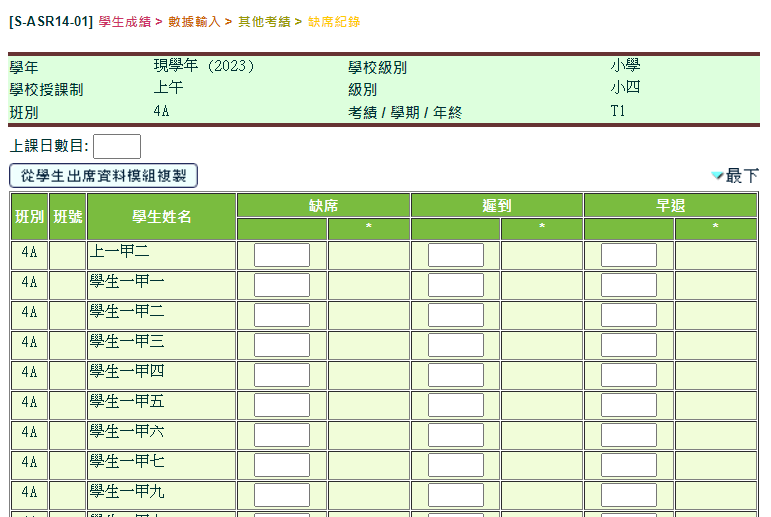 [S-ASR14-01] 學生成績 > 數據輸入 > 其他考績 > 缺席紀錄
學年 現學年 (2023) 學校級別 小學
學校授課制 上午 級別 小四
班別 4A 考績 / 學期 / 年終 T1
上課日數目:
從學生出席資料模組複製 最下
班別 班號 學生姓名 缺席 遲到 早退
* * *
4A 上一甲二
4A 學生一甲一
4A 學生一甲二
4A 學生一甲三
4A 學生一甲四
4A 學生一甲五
4A 學生一甲六
4A 學生一甲七
4A 學生一甲九